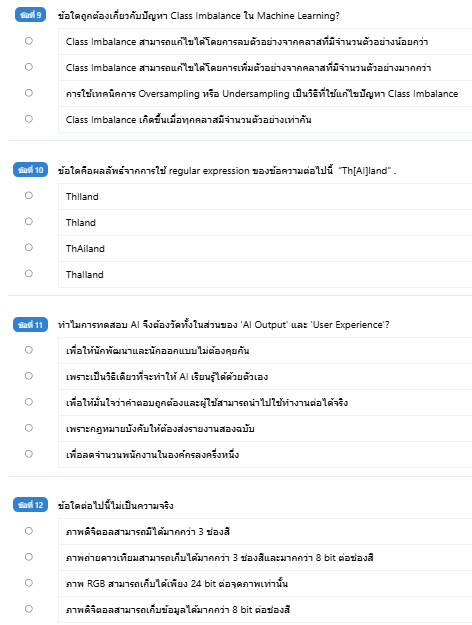 ข้อที่ 9 ข้อใดถูกต้องเกี่ยวกับปัญหา Class Imbalance ใน Machine Learning?
Class Imbalance สามารถแก้ไขได้โดยการลบตัวอย่างจากคลาสที่มีจำนวนตัวอย่างน้อยกว่า
Class Imbalance สามารถแก้ไขได้โดยการเพิ่มตัวอย่างจากคลาสที่มีจำนวนตัวอย่างมากกว่า
การใช้เทคนิคการ Oversampling หรือ Undersampling เป็นวิธีที่ใช้แก้ไขปัญหา Class Imbalance
Class Imbalance เกิดขึ้นเมื่อทุกคลาสมีจำนวนตัวอย่างเท่ากัน
ข้อที่ 10 ข้อใดคือผลลัพธ์จากการใช้ regular expression ของข้อความต่อไปนี้ "Th[AI]land" .
ThIland
Thland
ThAiland
Thailand
ข้อที่ 11 ทำไมการทดสอบ AI จึงต้องวัดทั้งในส่วนของ 'AI Output' และ 'User Experience'?
เพื่อให้นักพัฒนาและนักออกแบบไม่ต้องคุยกัน
เพราะเป็นวิธีเดียวที่จะทำให้ AI เรียนรู้ได้ด้วยตัวเอง
เพื่อให้มั่นใจว่าคำตอบถูกต้องและผู้ใช้สามารถนำไปใช้ทำงานต่อได้จริง
เพราะกฎหมายบังคับให้ต้องส่งรายงานสองฉบับ
เพื่อลดจำนวนพนักงานในองค์กรลงครึ่งหนึ่ง
ข้อที่ 12 ข้อใดต่อไปนี้ไม่เป็นความจริง
ภาพดิจิตอลสามารถมีได้มากกว่า 3 ช่องสี
ภาพถ่ายดาวเทียมสามารถเก็บได้มากกว่า 3 ช่องสีและมากกว่า 8 bit ต่อช่องสี
ภาพ RGB สามารถเก็บได้เพียง 24 bit ต่อจุดภาพเท่านั้น
ภาพดิจิตอลสามารถเก็บข้อมูลได้มากกว่า 8 bit ต่อช่องสี